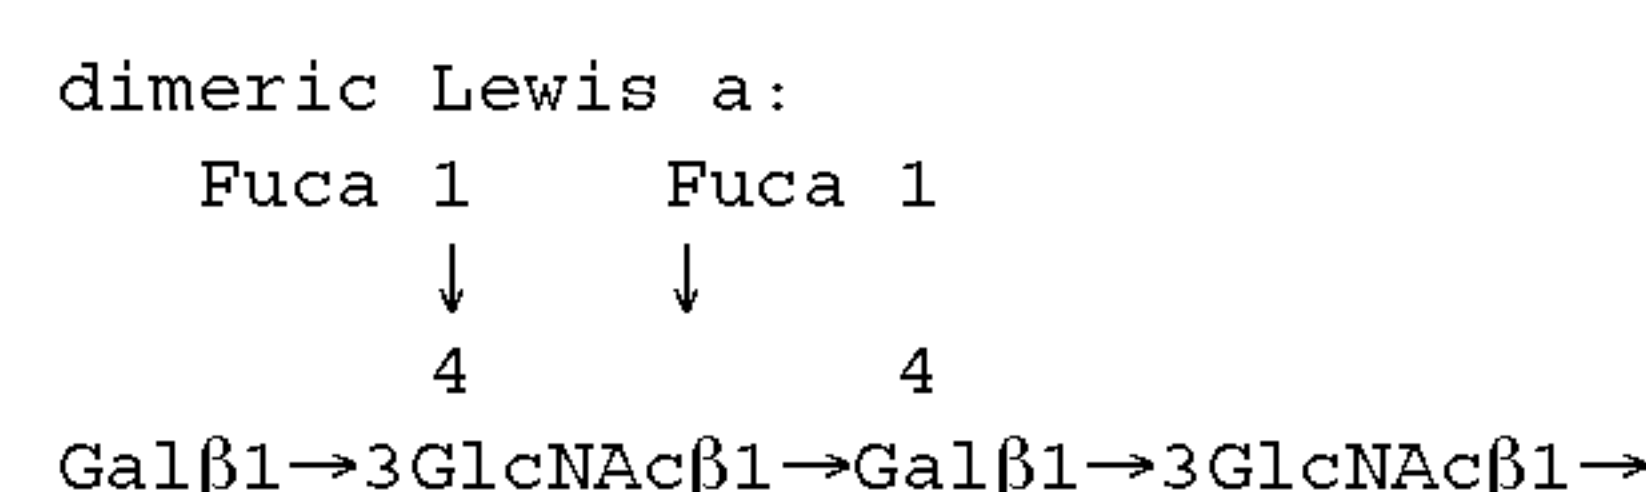 dimeric Lewis a:
Fuca 1 Fuca 1
↓ ↓
4 4
Galβ1→3GlcNAcβ1→Galβ1→3GlcNAcβ1→